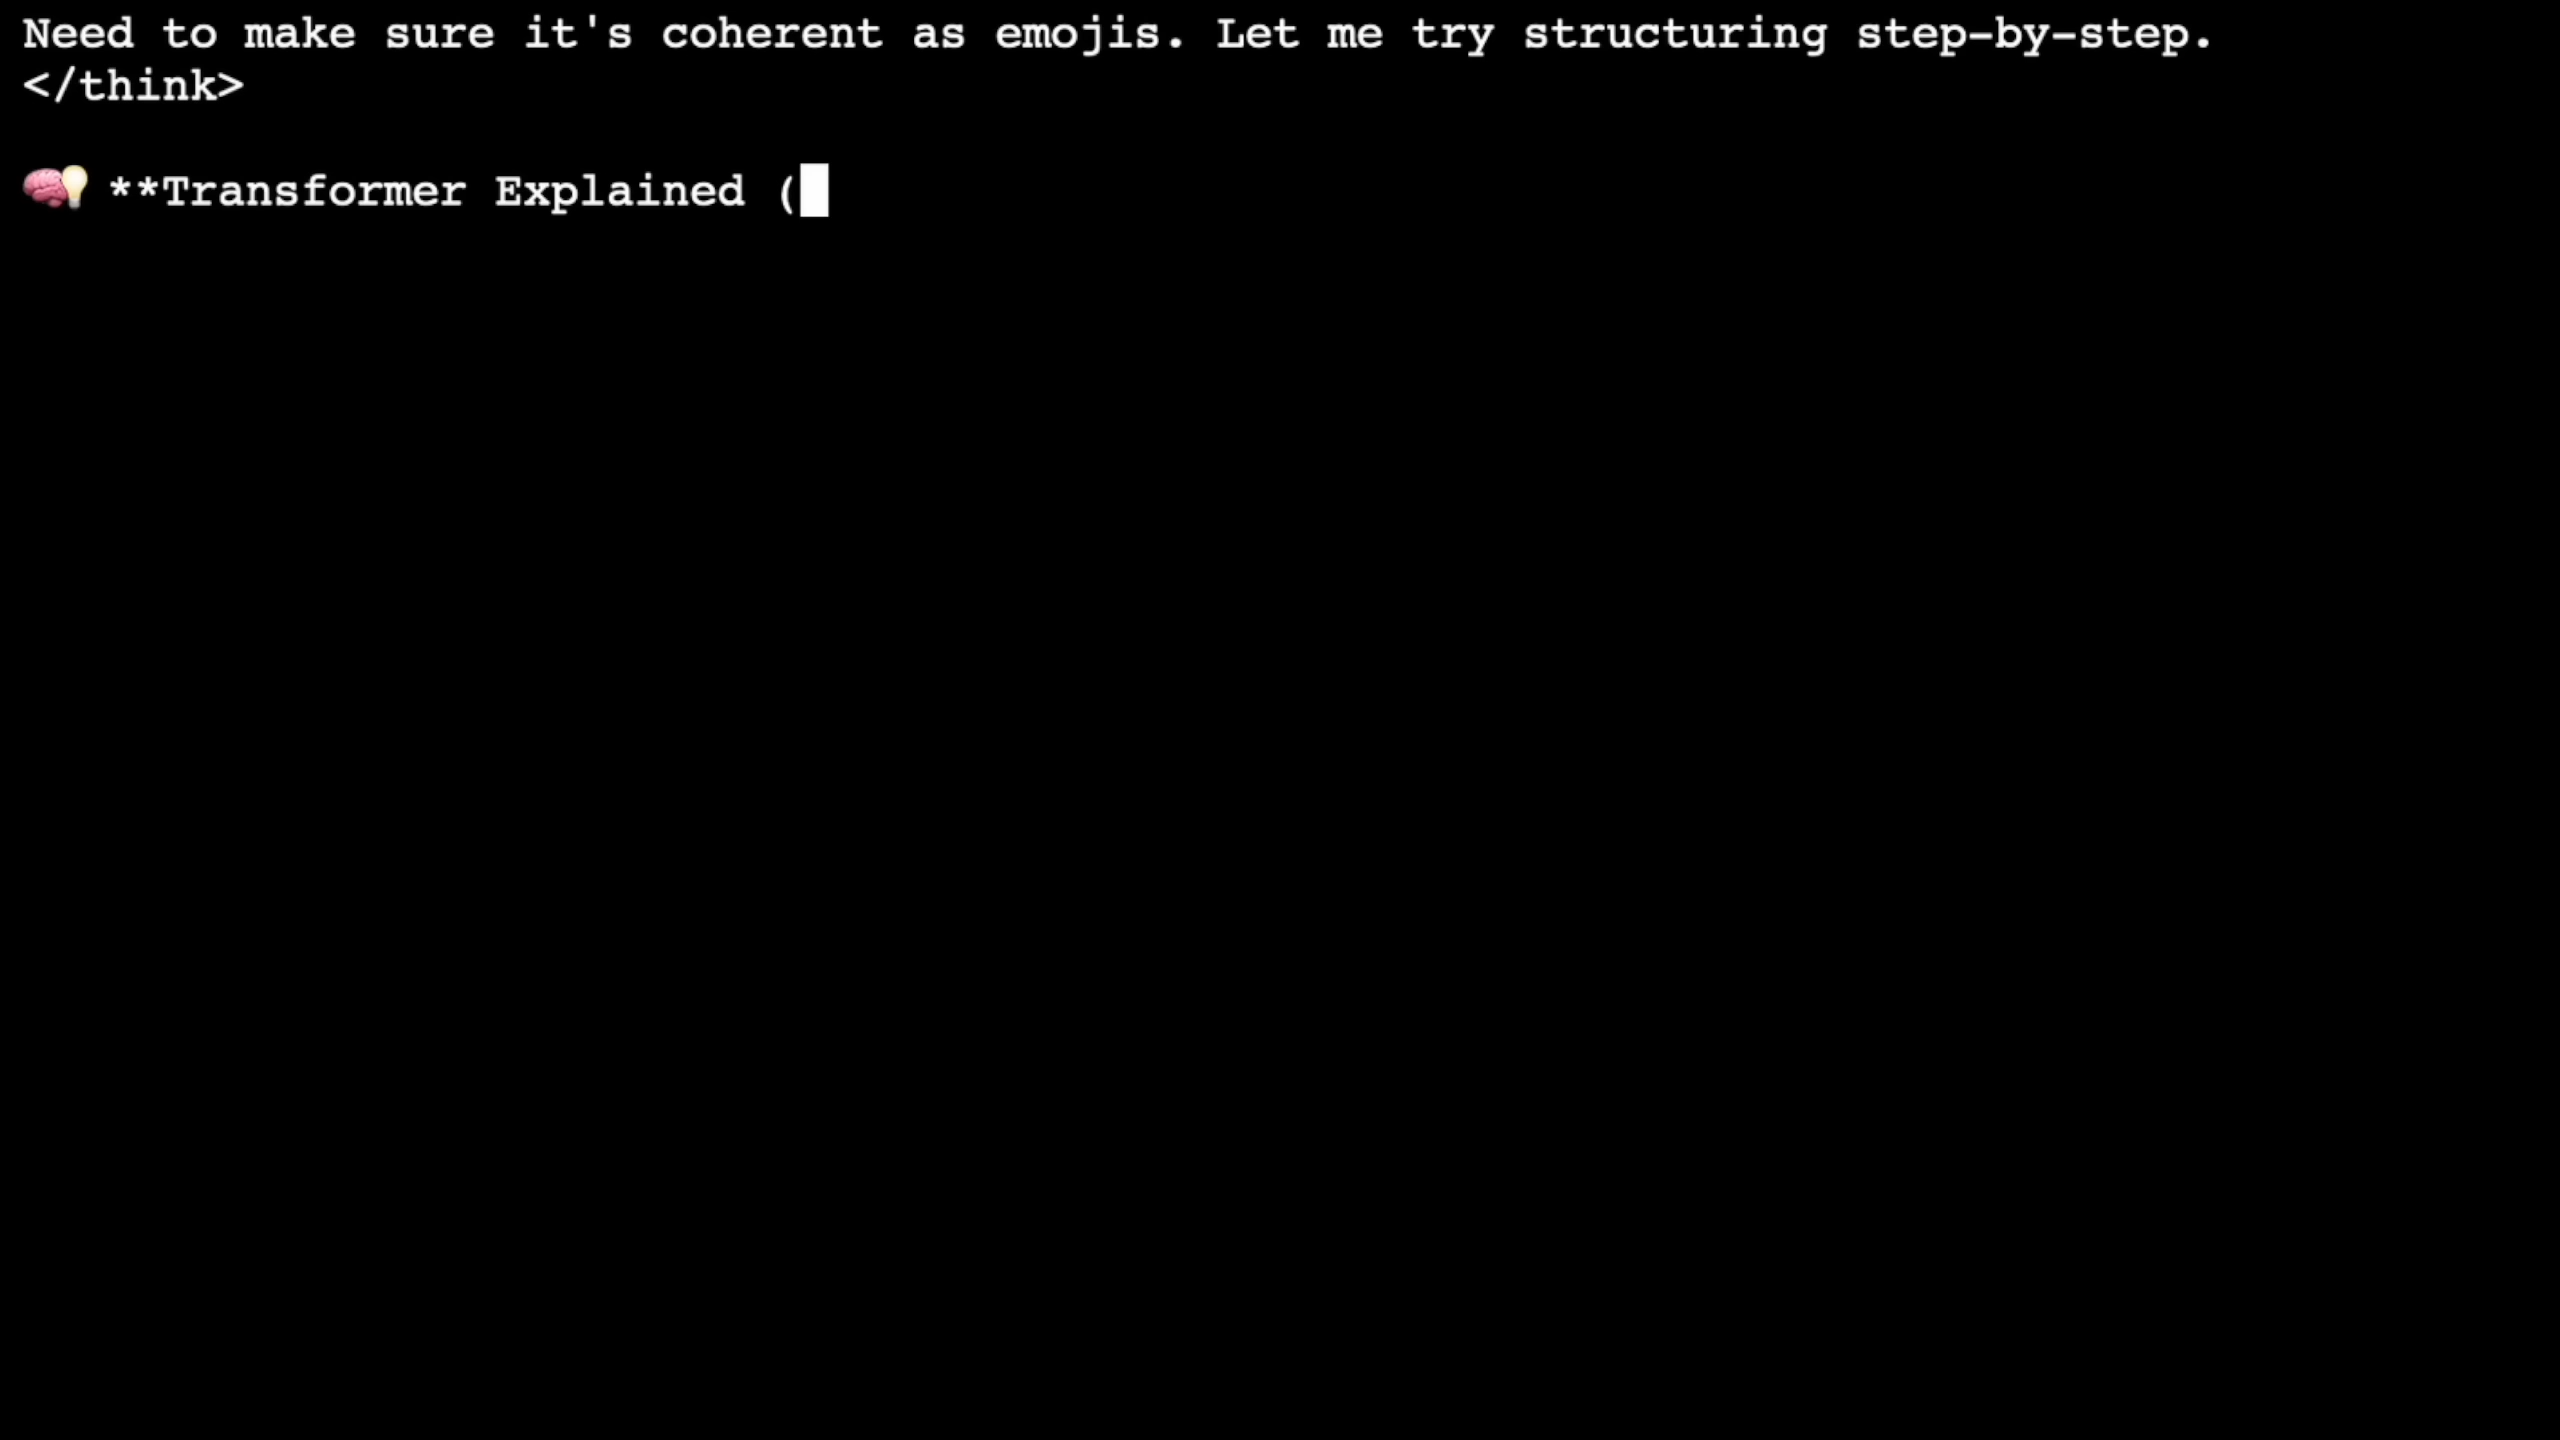 Need to make sure it's coherent as emojis. Let me try structuring step-by-step.
</think>
🧠💡 **Transformer Explained (